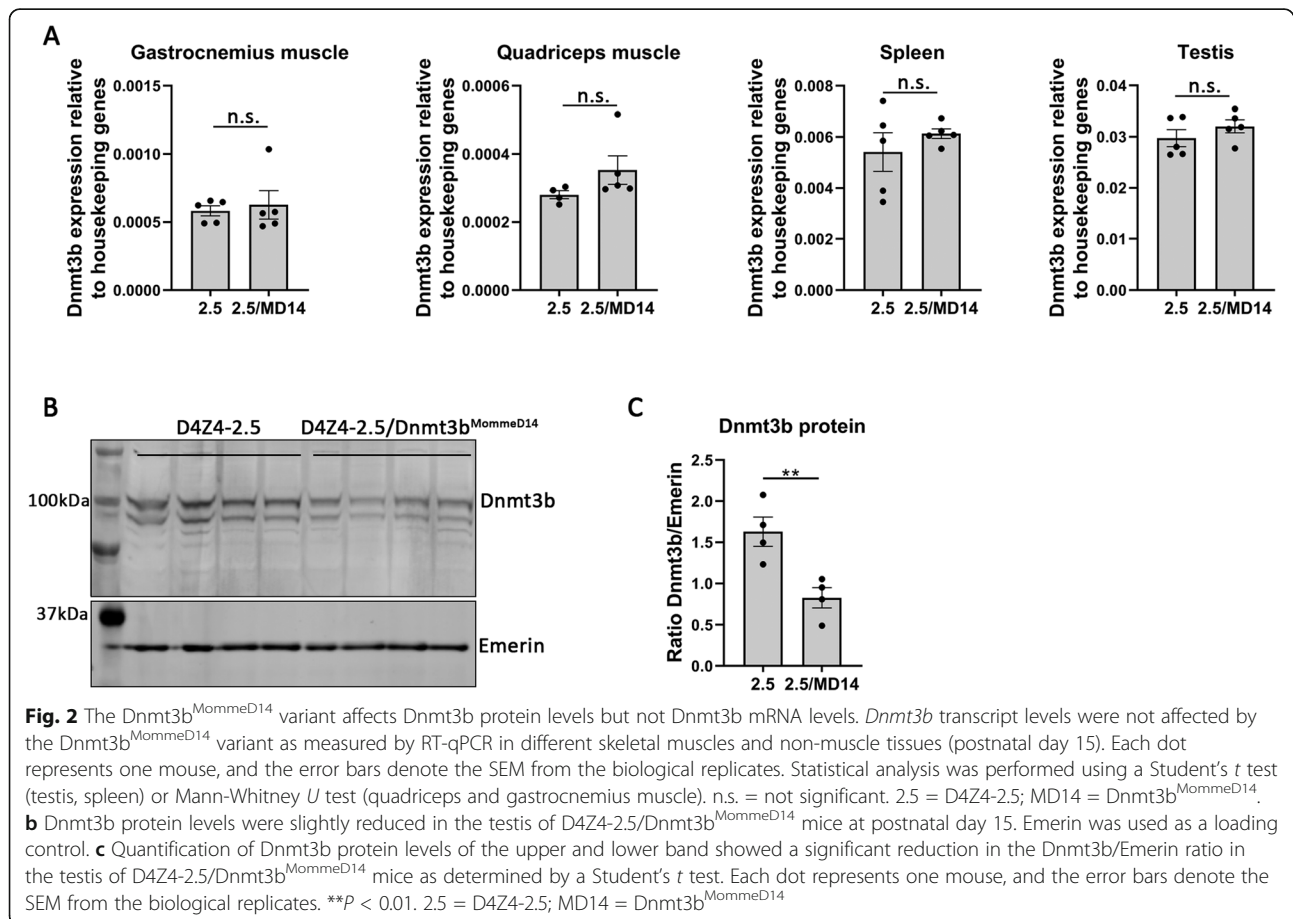 A
Gastrocnemius muscle
Dnmt3b expression relative
to housekeeping genes
0.0015
0.0010
0.0005
0.0000
n.s.
2.5 2.5/MD14
Quadriceps muscle
Dnmt3b expression relative
to housekeeping genes
0.0006
0.0004
0.0002
0.0000
n.s.
2.5 2.5/MD14
Spleen
Dnmt3b expression relative
to housekeeping genes
0.008
0.006
0.004
0.002
0.000
n.s.
2.5 2.5/MD14
Testis
Dnmt3b expression relative
to housekeeping genes
0.04
0.03
0.02
0.01
0.00
n.s.
2.5 2.5/MD14
B
D4Z4-2.5 D4Z4-2.5/Dnmt3bMommeD14
100kDa
Dnmt3b
37kDa
Emerin
C
Dnmt3b protein
Ratio Dnmt3b/Emerin
2.5
2.0
1.5
1.0
0.5
0.0
**
2.5 2.5/MD14
Fig. 2 The Dnmt3bMommeD14 variant affects Dnmt3b protein levels but not Dnmt3b mRNA levels. Dnmt3b transcript levels were not affected by
the Dnmt3bMommeD14 variant as measured by RT-qPCR in different skeletal muscles and non-muscle tissues (postnatal day 15). Each dot
represents one mouse, and the error bars denote the SEM from the biological replicates. Statistical analysis was performed using a Student's t test
(testis, spleen) or Mann-Whitney U test (quadriceps and gastrocnemius muscle). n.s. = not significant. 2.5 = D4Z4-2.5; MD14 = Dnmt3bMommeD14.
b Dnmt3b protein levels were slightly reduced in the testis of D4Z4-2.5/Dnmt3bMommeD14 mice at postnatal day 15. Emerin was used as a loading
control. c Quantification of Dnmt3b protein levels of the upper and lower band showed a significant reduction in the Dnmt3b/Emerin ratio in
the testis of D4Z4-2.5/Dnmt3bMommeD14 mice as determined by a Student's t test. Each dot represents one mouse, and the error bars denote the
SEM from the biological replicates. **P < 0.01. 2.5 = D4Z4-2.5; MD14 = Dnmt3bMommeD14